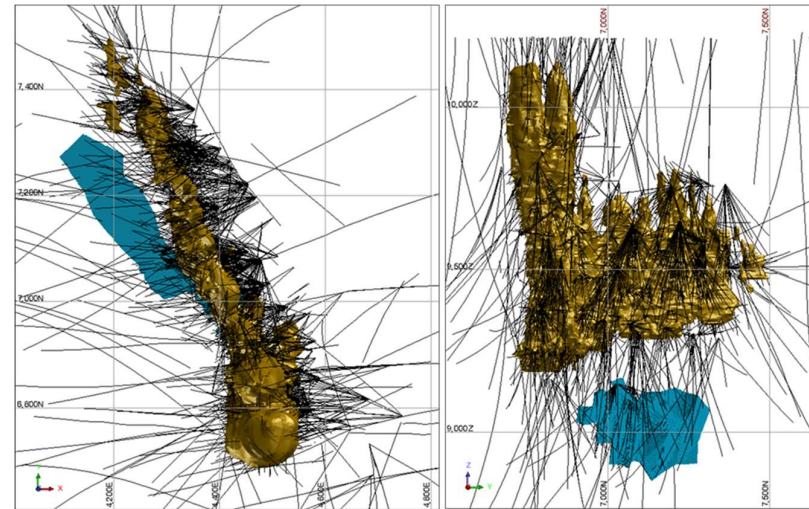 7,400N
7,200N
7,000N
6,800N
4,200E
4,400E
4,600E
4,800E
Y
X
7,000N
7,500N
10,000Z
9,500Z
9,000Z
7,000N
7,500N
Z
Y